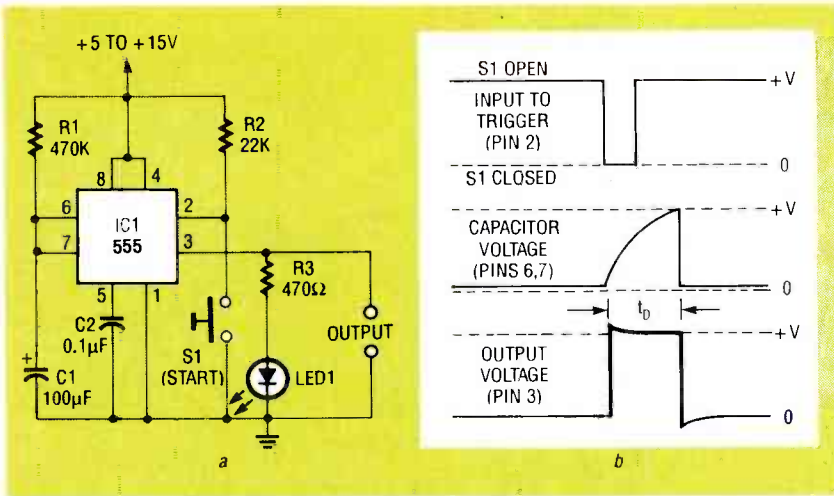 +5 TO +15V
R1
470K
R2
22K
8
4
6
2
IC1
555
7
3
5
1
R3
470Ω
C2
0.1µF
S1
(START)
OUTPUT
+
C1
100µF
LED1
a
S1 OPEN
+V
INPUT TO
TRIGGER
(PIN 2)
0
S1 CLOSED
+V
CAPACITOR
VOLTAGE
(PINS 6,7)
0
tD
+V
OUTPUT
VOLTAGE
(PIN 3)
0
b